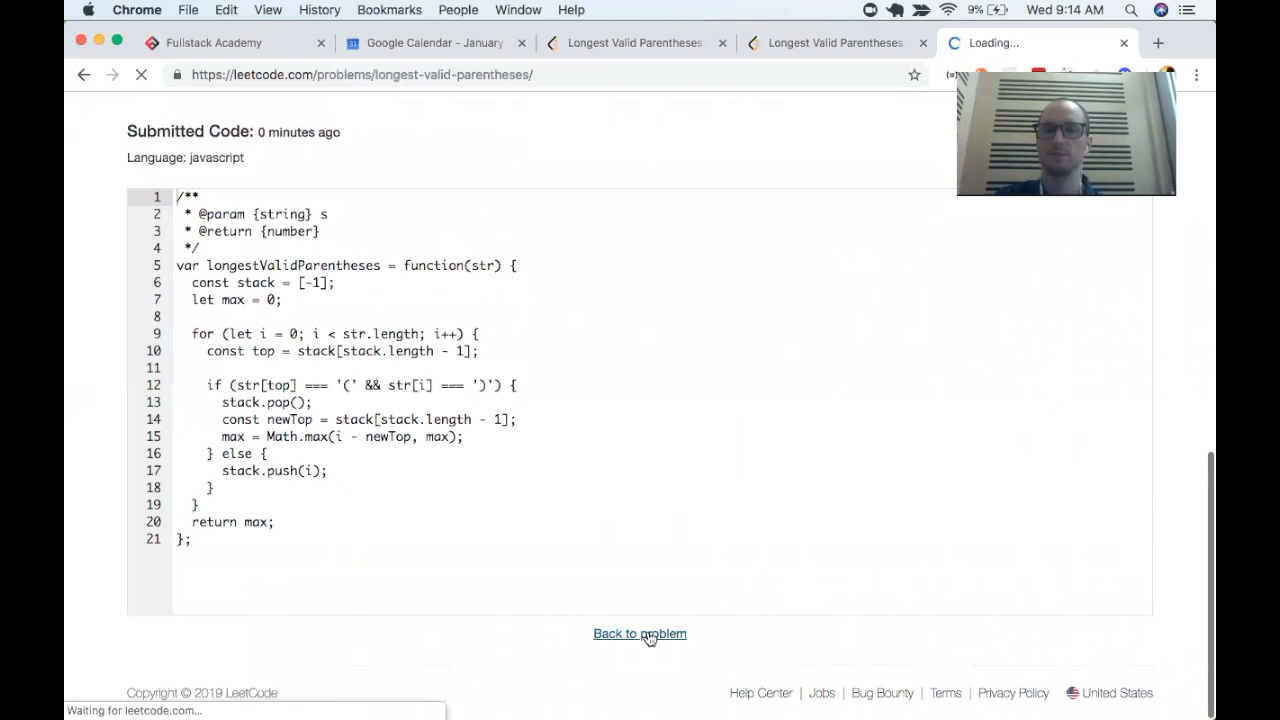 Chrome File Edit View History Bookmarks People Window Help 9% Wed 9:14 AM
Fullstack Academy Google Calendar - January Longest Valid Parentheses Longest Valid Parentheses Loading...
https://leetcode.com/problems/longest-valid-parentheses/
Submitted Code: 0 minutes ago
Language: javascript
1 /**
2 * @param {string} s
3 * @return {number}
4 */
5 var longestValidParentheses = function(str) {
6 const stack = [-1];
7 let max = 0;
8
9 for (let i = 0; i < str.length; i++) {
10 const top = stack[stack.length - 1];
11
12 if (str[top] === '(' && str[i] === ')') {
13 stack.pop();
14 const newTop = stack[stack.length - 1];
15 max = Math.max(i - newTop, max);
16 } else {
17 stack.push(i);
18 }
19 }
20 return max;
21 };
Back to problem
Copyright © 2019 LeetCode Help Center | Jobs | Bug Bounty | Terms | Privacy Policy United States
Waiting for leetcode.com...